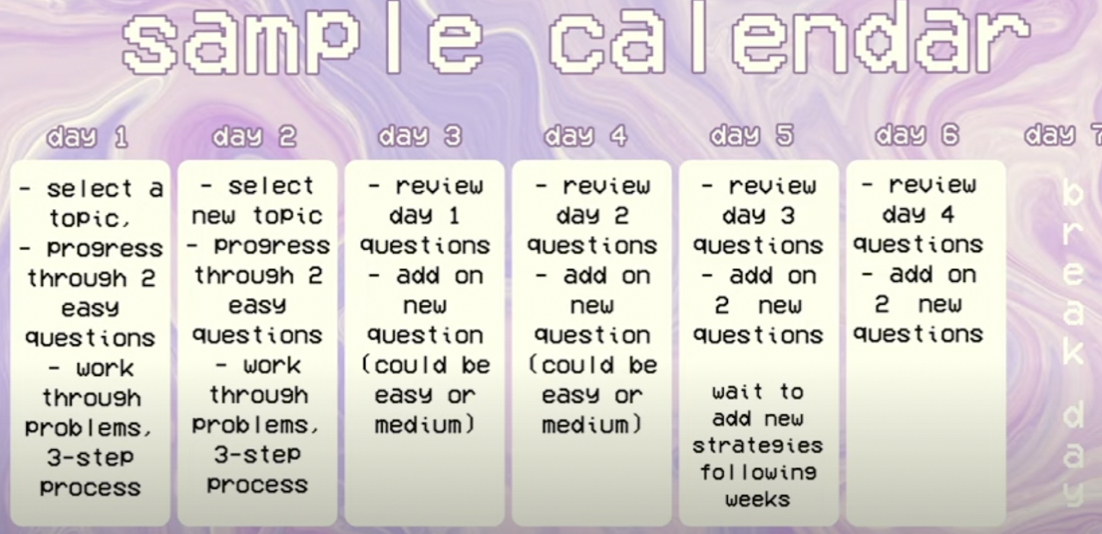 sample calendar
day 1
- select a
topic,
- progress
through 2
easy
questions
- work
through
problems,
3-step
process
day 2
- select
new topic
- progress
through 2
easy
questions
- work
through
problems,
3-step
process
day 3
- review
day 1
questions
- add on
new
question
(could be
easy or
medium)
day 4
- review
day 2
questions
- add on
new
question
(could be
easy or
medium)
day 5
- review
day 3
questions
- add on
2 new
questions
wait to
add new
strategies
following
weeks
day 6
- review
day 4
questions
- add on
2 new
questions
day 7
break day